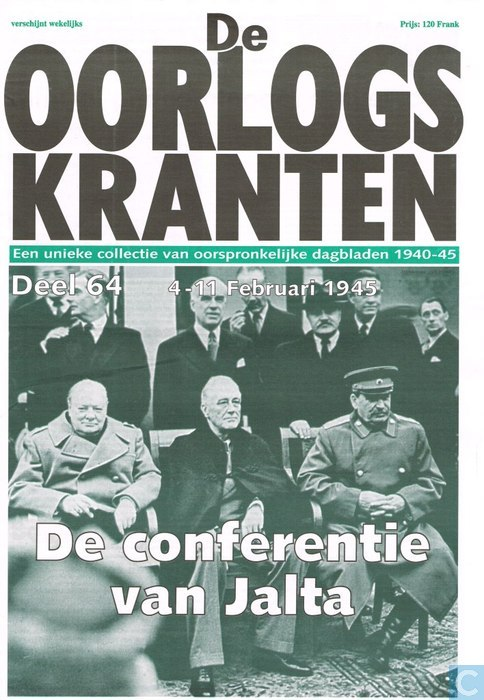 verschijnt wekelijks
Prijs: 120 Frank
De
OORLOGS
KRANTEN
Een unieke collectie van oorspronkelijke dagbladen 1940-45
Deel 64 4-11 Februari 1945
De conferentie
van Jalta
C